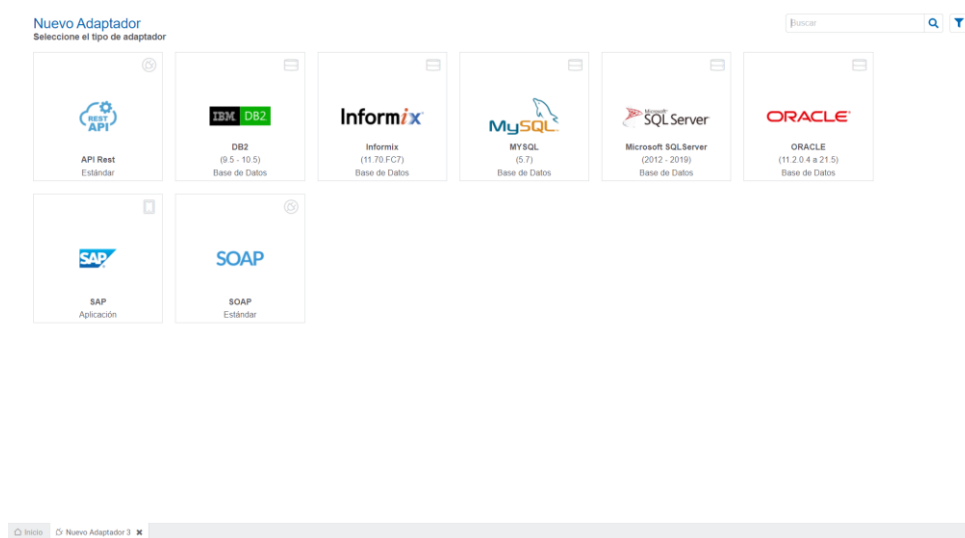 Nuevo Adaptador
Seleccione el tipo de adaptador
Buscar
REST
API
API Rest
Estándar
IBM DB2
DB2
(9.5 - 10.5)
Base de Datos
Informix
Informix
(11.70.FC7)
Base de Datos
MySQL
MYSQL
(5.7)
Base de Datos
Microsoft
SQL Server
Microsoft SQLServer
(2012 - 2019)
Base de Datos
ORACLE
ORACLE
(11.2.0.4 a 21.5)
Base de Datos
SAP
SAP
Aplicación
SOAP
SOAP
Estándar
Inicio
Nuevo Adaptador 3